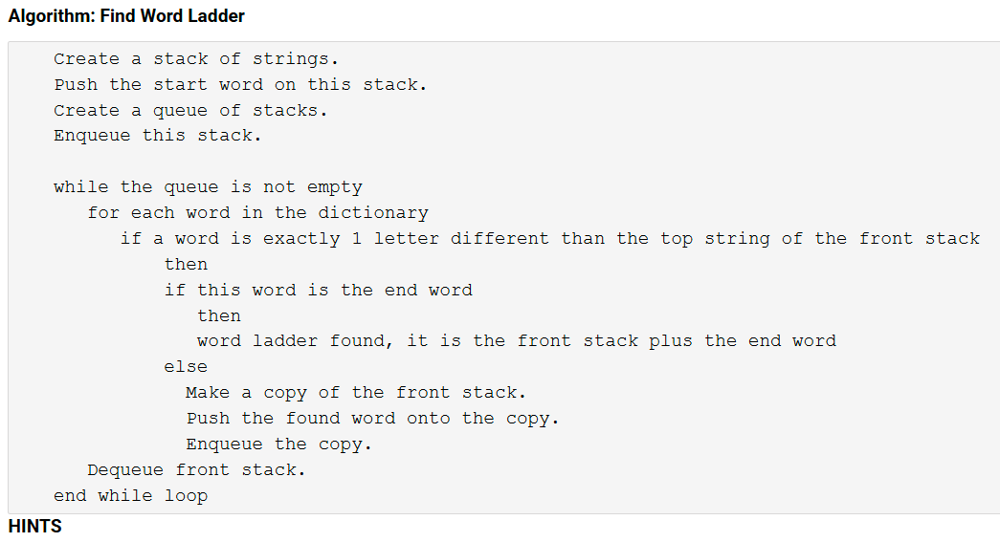 Algorithm: Find Word Ladder
Create a stack of strings.
Push the start word on this stack.
Create a queue of stacks.
Enqueue this stack.
while the queue is not empty
for each word in the dictionary
if a word is exactly 1 letter different than the top string of the front stack
then
if this word is the end word
then
word ladder found, it is the front stack plus the end word
else
Make a copy of the front stack.
Push the found word onto the copy.
Enqueue the copy.
Dequeue front stack.
end while loop
HINTS